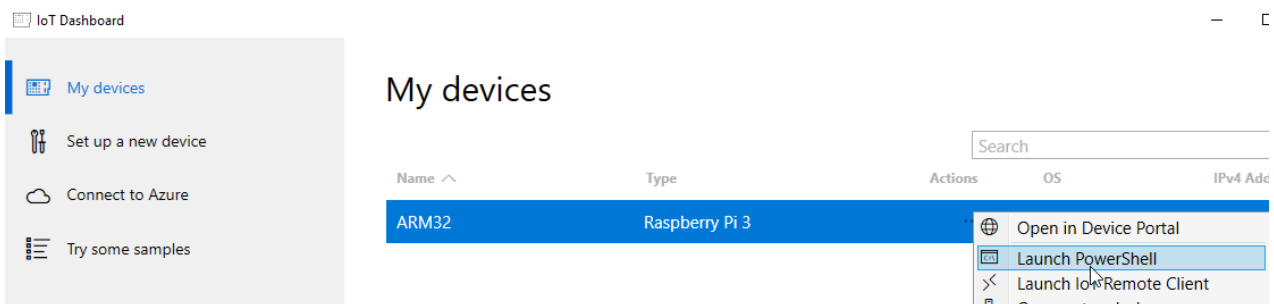 IoT Dashboard
My devices
Set up a new device
Connect to Azure
Try some samples
My devices
Search
Name Type Actions OS IPv4 Add
ARM32 Raspberry Pi 3
Open in Device Portal
Launch PowerShell
Launch IoT Remote Client